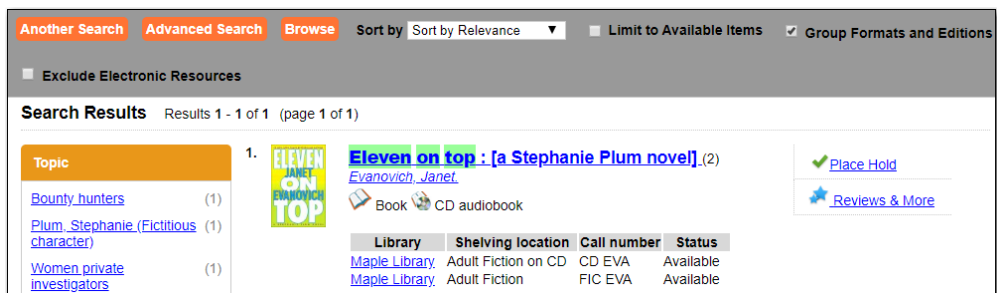 Another Search Advanced Search Browse Sort by Sort by Relevance Limit to Available Items Group Formats and Editions
Exclude Electronic Resources
Search Results Results 1 - 1 of 1 (page 1 of 1)
Topic
Bounty hunters (1)
Plum, Stephanie (Fictitious character) (1)
Women private investigators (1)
1.
ELEVEN
JANET
ON
EVANOVICH
TOP
Eleven on top : [a Stephanie Plum novel] (2)
Evanovich, Janet.
Book CD audiobook
Library Shelving location Call number Status
Maple Library Adult Fiction on CD CD EVA Available
Maple Library Adult Fiction FIC EVA Available
Place Hold
Reviews & More